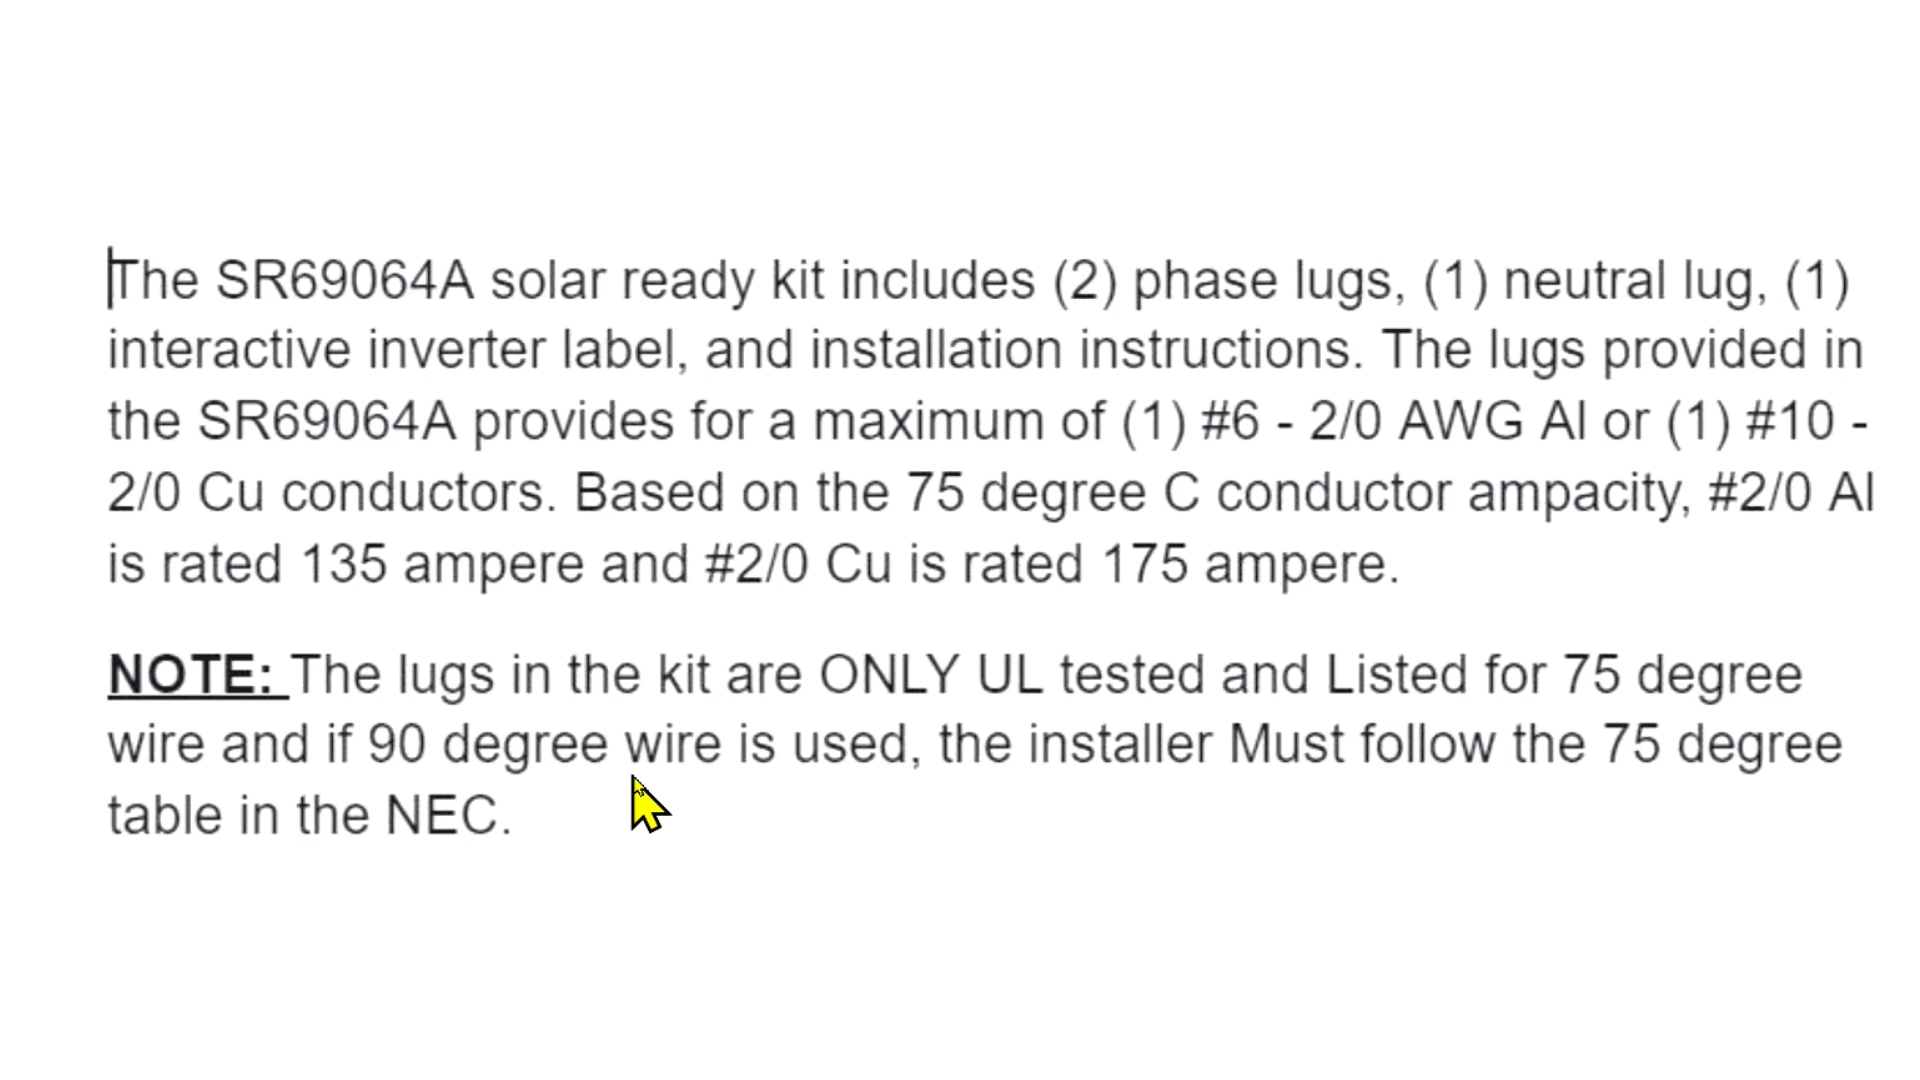 The SR69064A solar ready kit includes (2) phase lugs, (1) neutral lug, (1)
interactive inverter label, and installation instructions. The lugs provided in
the SR69064A provides for a maximum of (1) #6 - 2/0 AWG Al or (1) #10 -
2/0 Cu conductors. Based on the 75 degree C conductor ampacity, #2/0 Al
is rated 135 ampere and #2/0 Cu is rated 175 ampere.
NOTE: The lugs in the kit are ONLY UL tested and Listed for 75 degree
wire and if 90 degree wire is used, the installer Must follow the 75 degree
table in the NEC.